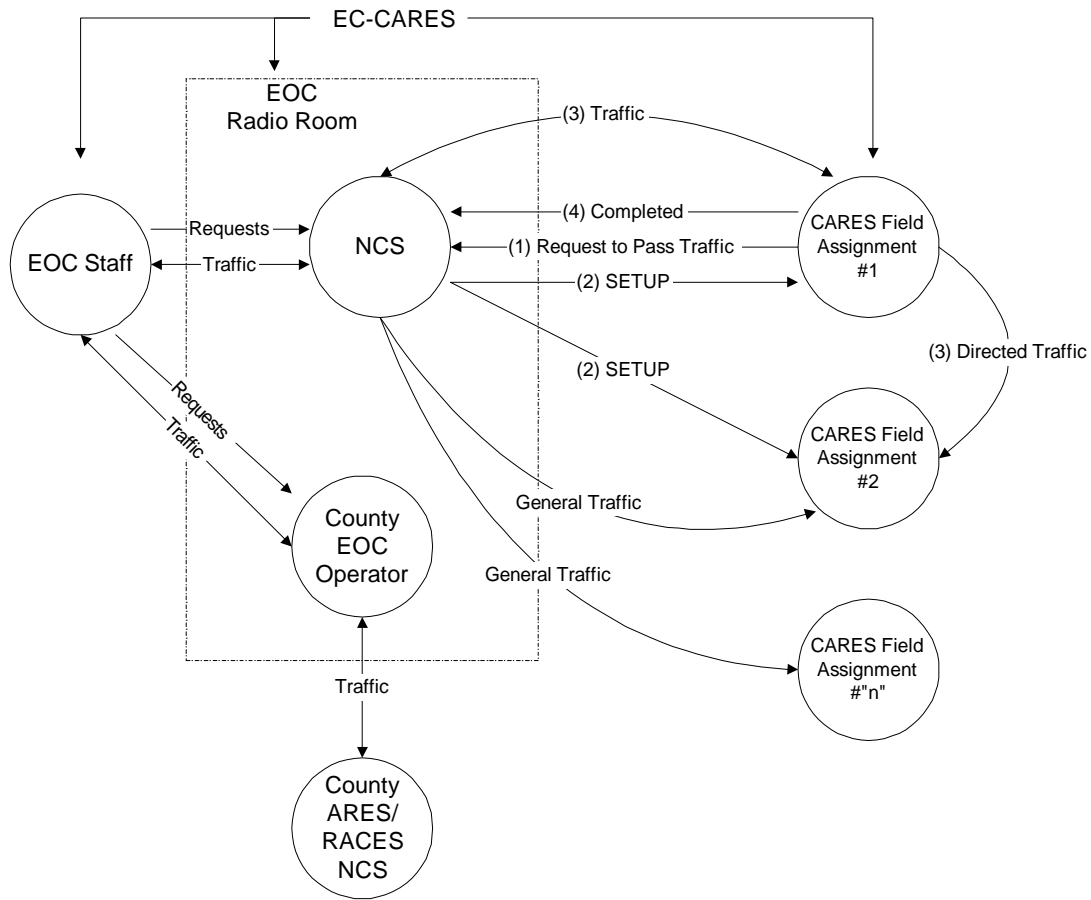 EC-CARES
EOC
Radio Room
(3) Traffic
Requests
Traffic
EOC Staff
NCS
(4) Completed
(1) Request to Pass Traffic
(2) SETUP
CARES Field
Assignment
#1
(3) Directed Traffic
(2) SETUP
Requests
Traffic
CARES Field
Assignment
#2
General Traffic
County
EOC
Operator
General Traffic
CARES Field
Assignment
#"n"
Traffic
County
ARES/
RACES
NCS